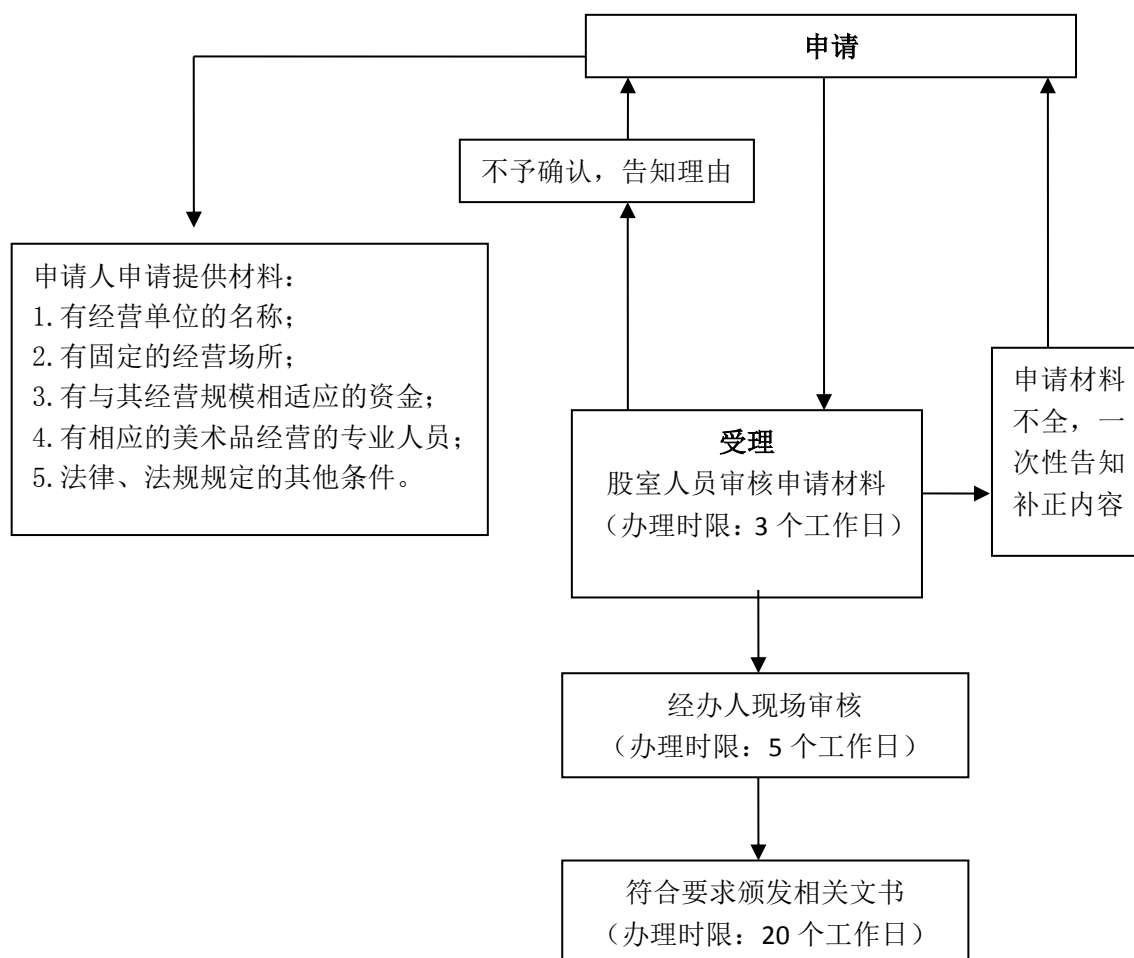 申请
不予确认，告知理由
申请人申请提供材料：
1.有经营单位的名称；
2.有固定的经营场所；
3.有与其经营规模相适应的资金；
4.有相应的美术品经营的专业人员；
5.法律、法规规定的其他条件。
申请材料
不全，一
次性告知
补正内容
受理
股室人员审核申请材料
（办理时限：3 个工作日）
经办人现场审核
（办理时限：5 个工作日）
符合要求颁发相关文书
（办理时限：20 个工作日）